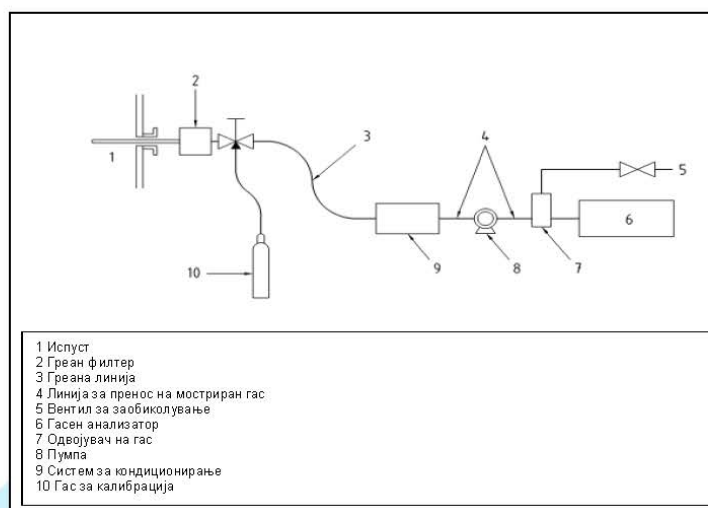 2
3
4
5
1
6
10
9
8
7
1 Испуст
2 Греан филтер
3 Греана линија
4 Линија за пренос на мостриран гас
5 Вентил за заобиколување
6 Гасен анализатор
7 Одвојувач на гас
8 Пумпа
9 Систем за кондиционирање
10 Гас за калибрација